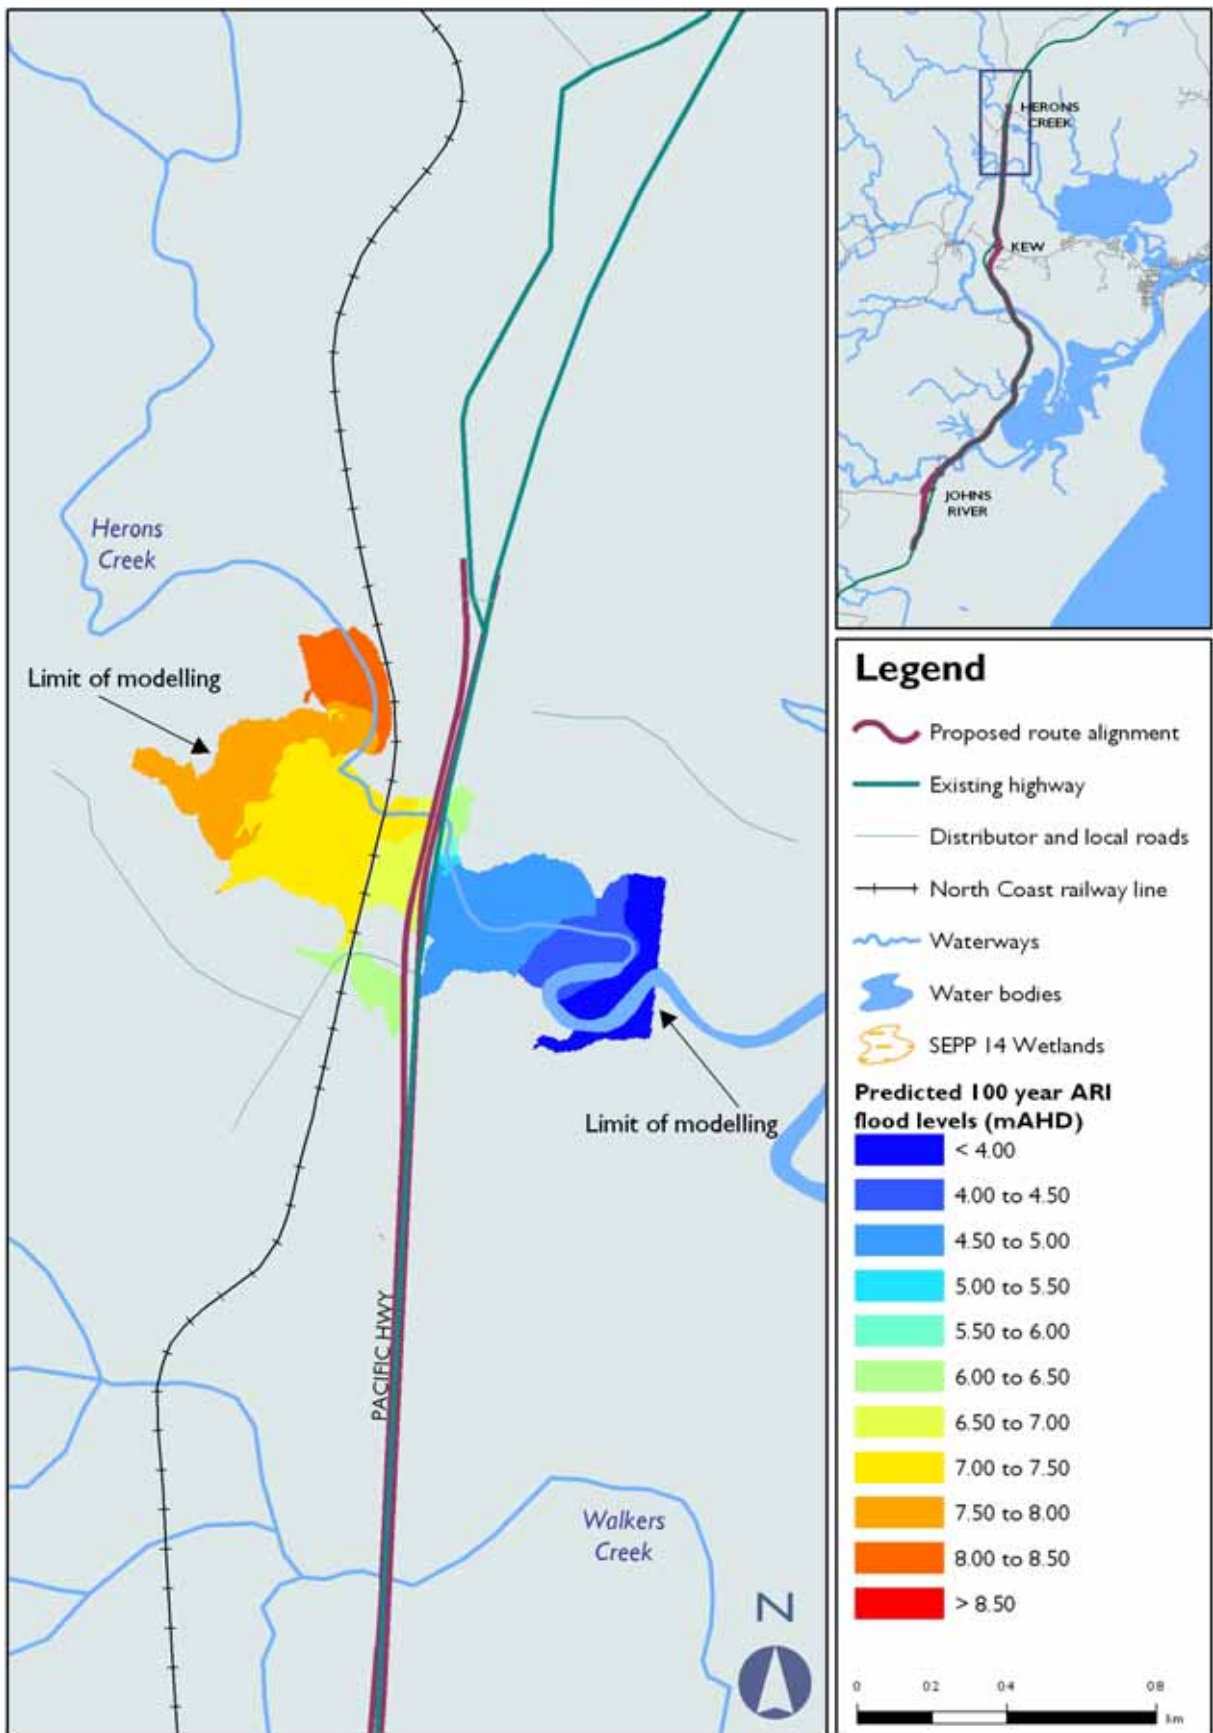 Herons
Creek
Limit of modelling
Limit of modelling
PACIFIC HWY
Walkers
Creek
N
HERONS
CREEK
KEW
JOHNS
RIVER
Legend
Proposed route alignment
Existing highway
Distributor and local roads
North Coast railway line
Waterways
Water bodies
SEPP 14 Wetlands
Predicted 100 year ARI
flood levels (mAHD)
< 4.00
4.00 to 4.50
4.50 to 5.00
5.00 to 5.50
5.50 to 6.00
6.00 to 6.50
6.50 to 7.00
7.00 to 7.50
7.50 to 8.00
8.00 to 8.50
> 8.50
0 0.2 0.4 0.8
km